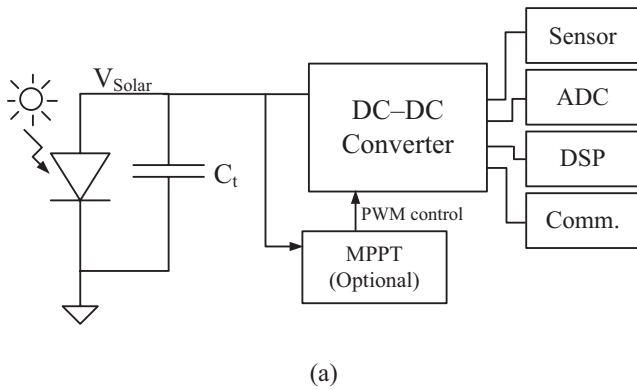 V_Solar
C_t
DC–DC
Converter
PWM control
MPPT
(Optional)
Sensor
ADC
DSP
Comm.
(a)